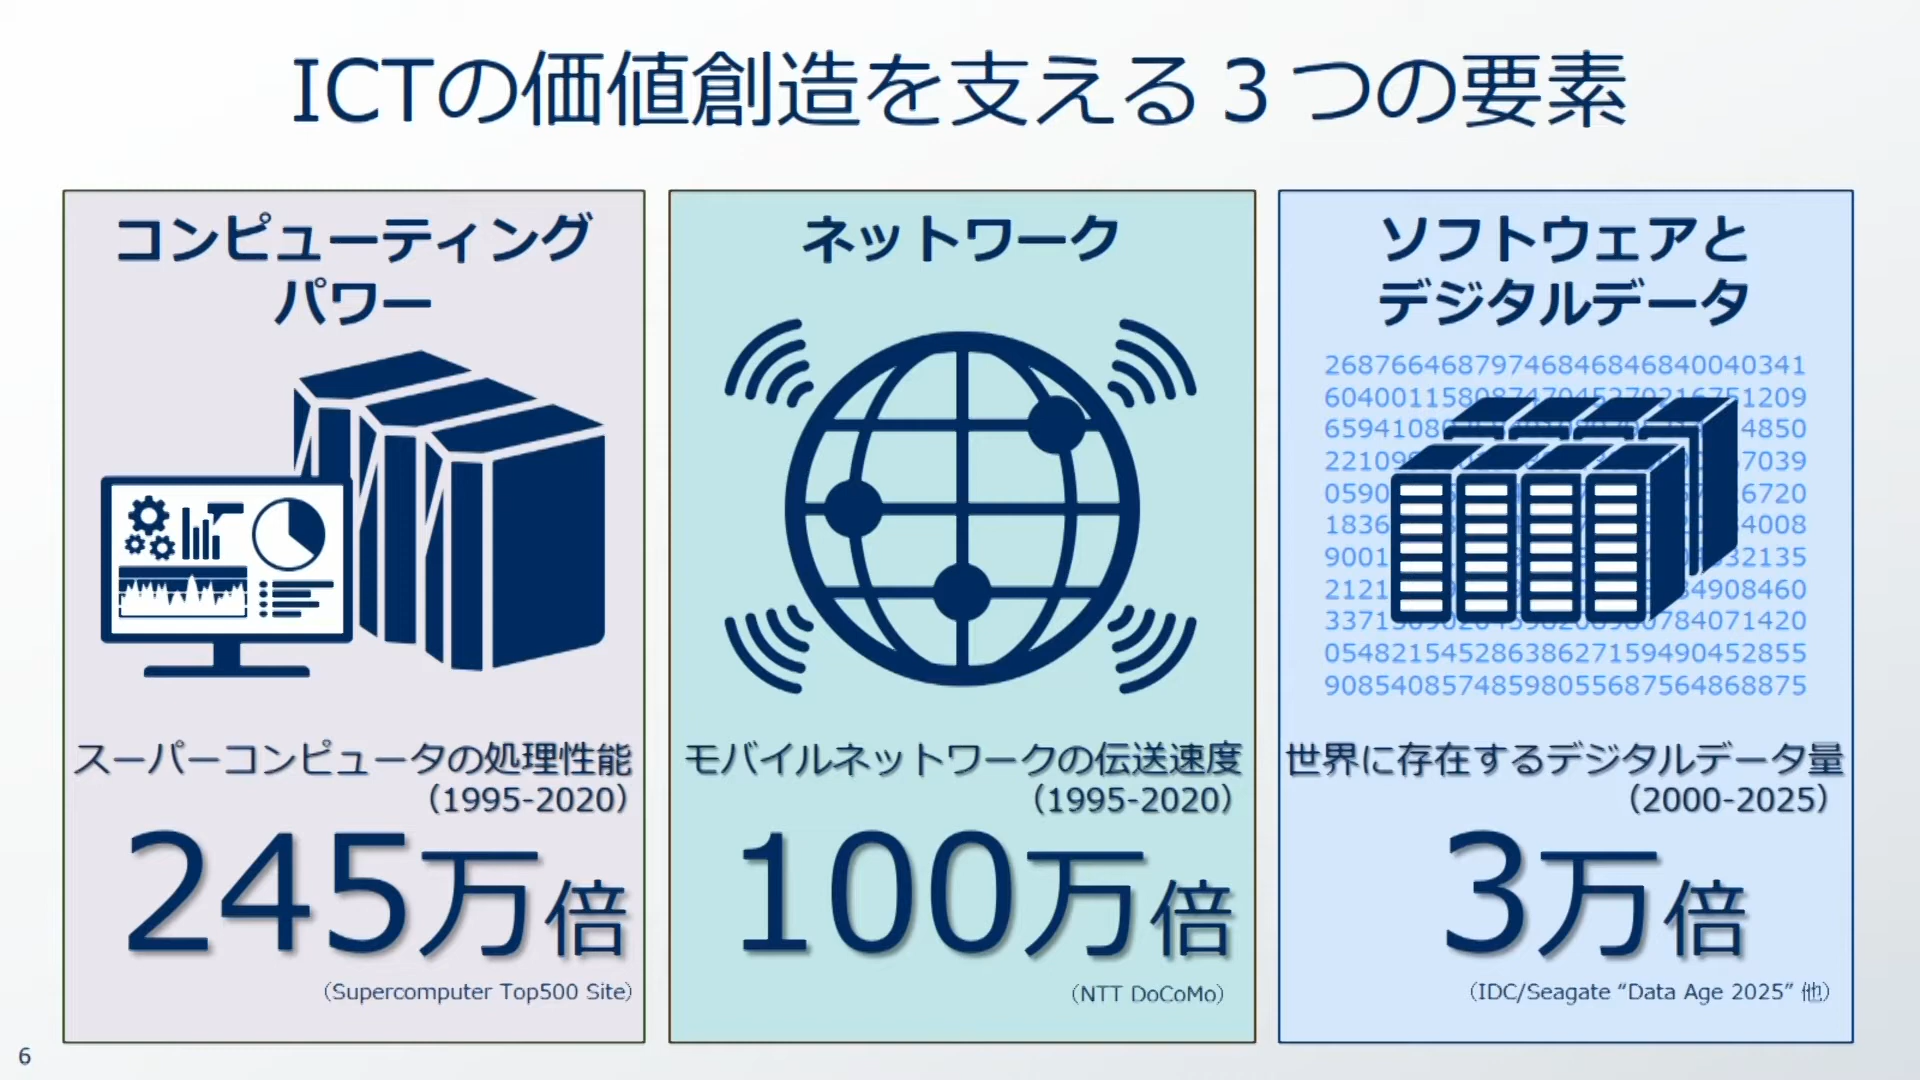 ICTの価値創造を支える３つの要素
コンピューティング
パワー
スーパーコンピュータの処理性能
（1995-2020）
245万倍
（Supercomputer Top500 Site）
ネットワーク
モバイルネットワークの伝送速度
（1995-2020）
100万倍
（NTT DoCoMo）
ソフトウェアと
デジタルデータ
268766468797468468468400403​41
05482154528638627159490452855
90854085748598055687564868875
世界に存在するデジタルデータ量
（2000-2025）
3万倍
（IDC/Seagate “Data Age 2025” 他）
6